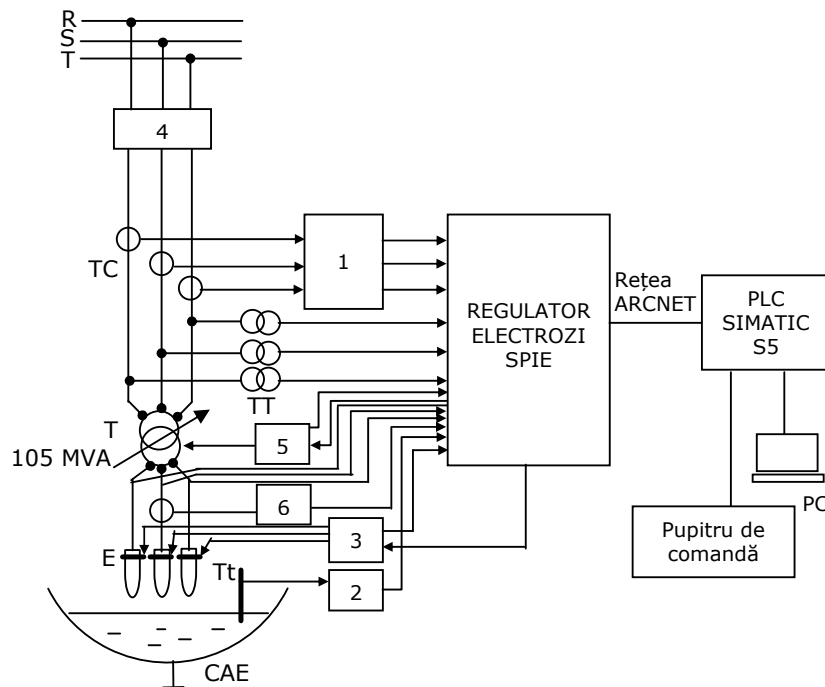 R
S
T
4
TC
1
REGULATOR
ELECTROZI
SPIE
Rețea
ARCNET
PLC
SIMATIC
S5
TT
T
105 MVA
5
6
PC
Pupitru de
comandă
3
E
Tt
2
CAE